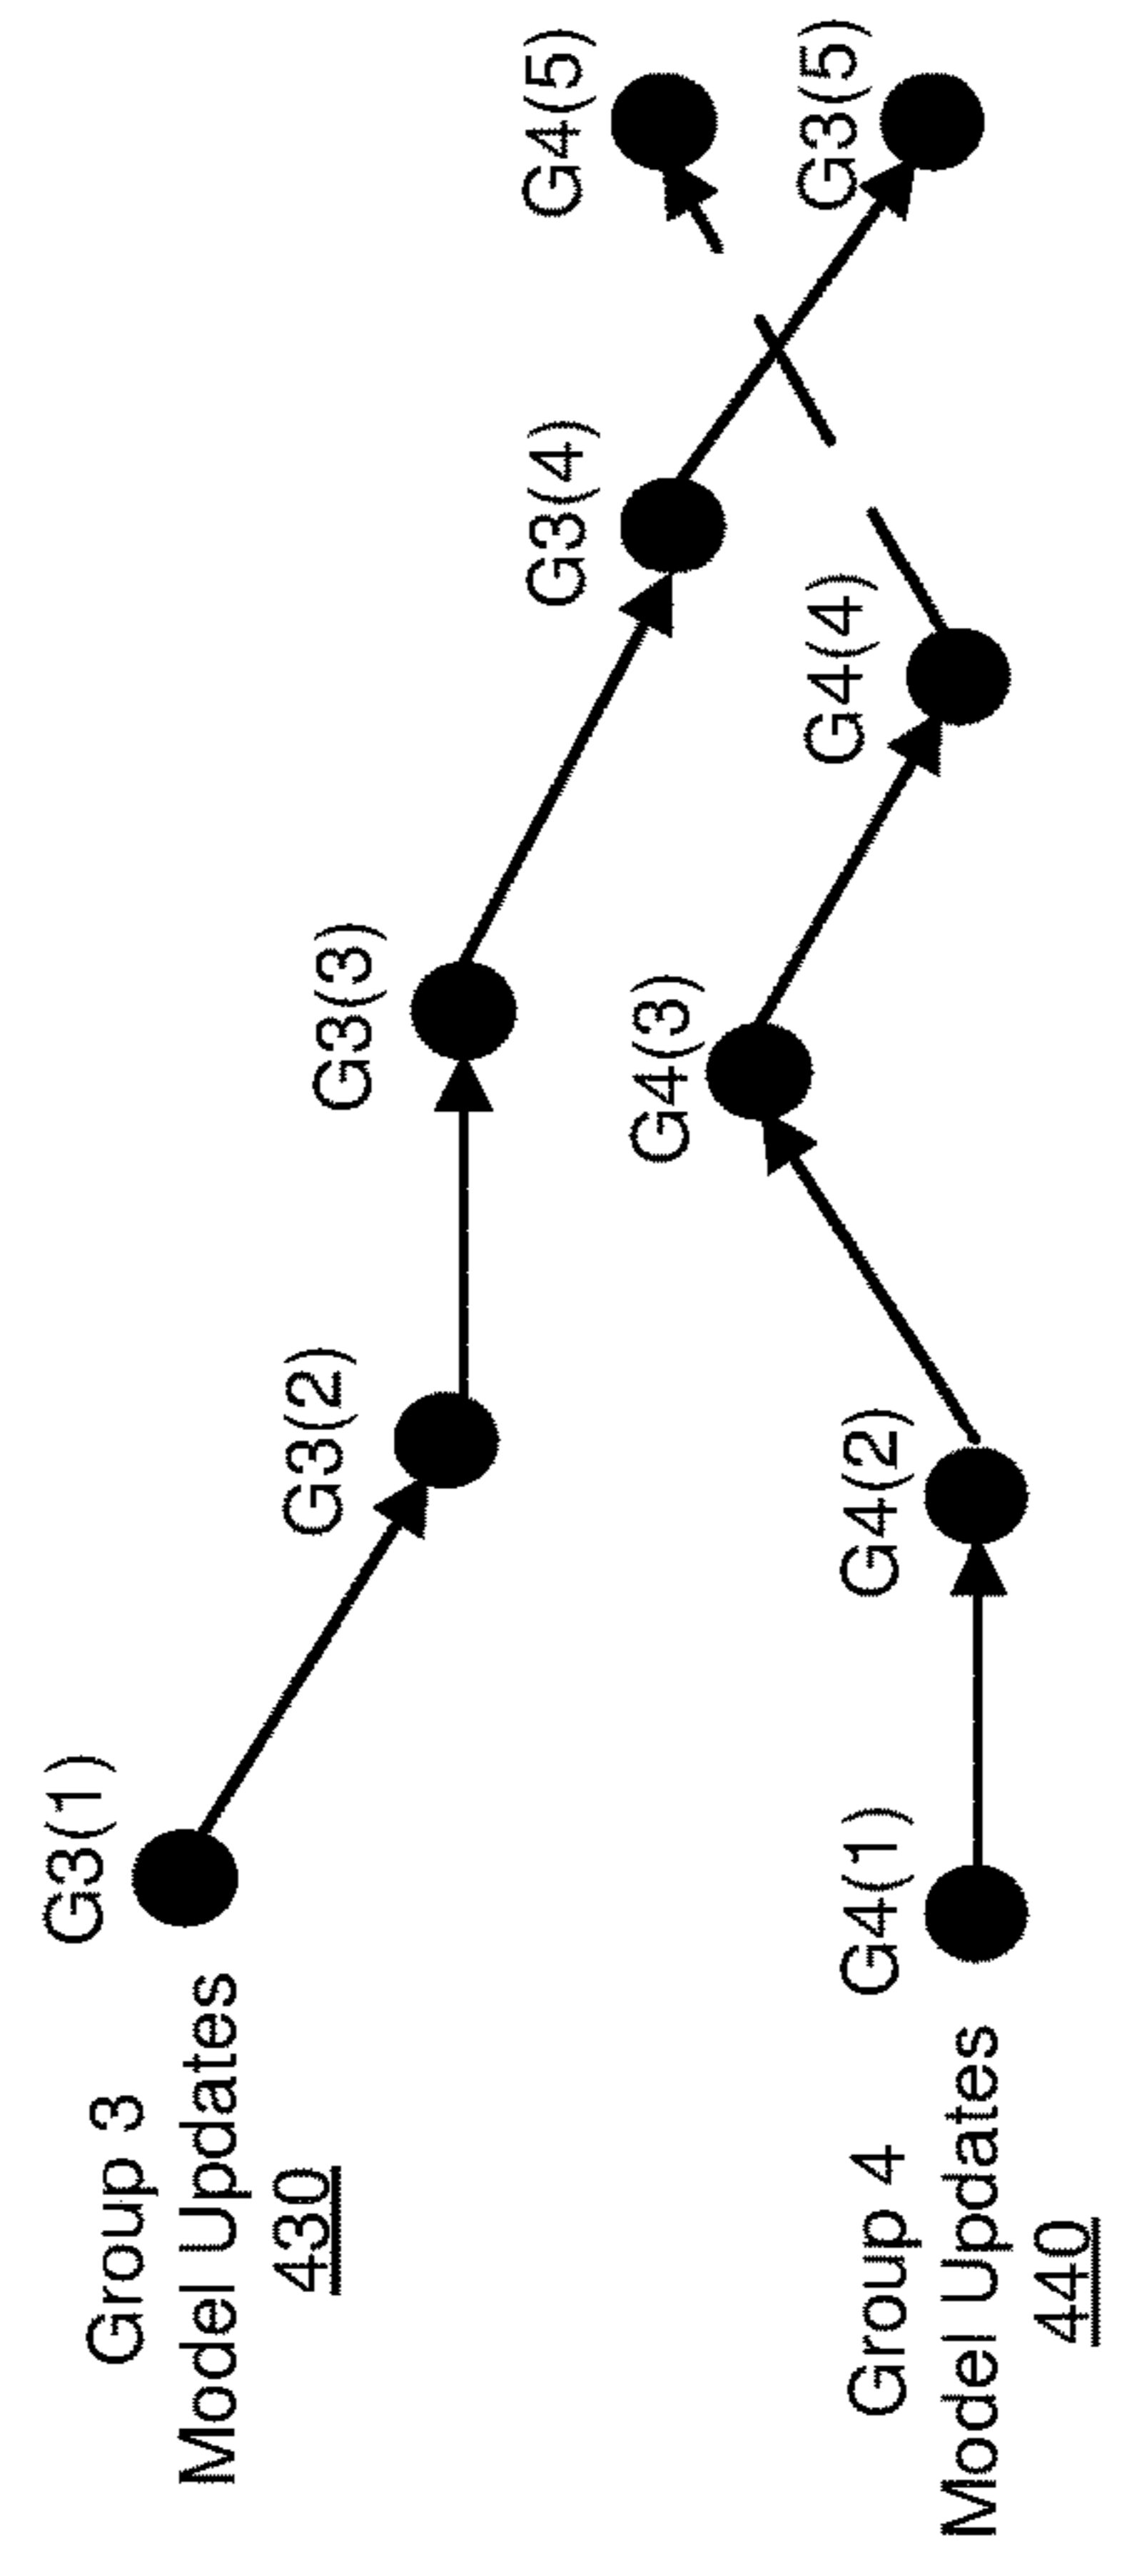 Group 3
Model Updates
430
G3(1)
G3(2)
G3(3)
G3(4)
G4(5)
G3(5)
Group 4
Model Updates
440
G4(1)
G4(2)
G4(3)
G4(4)